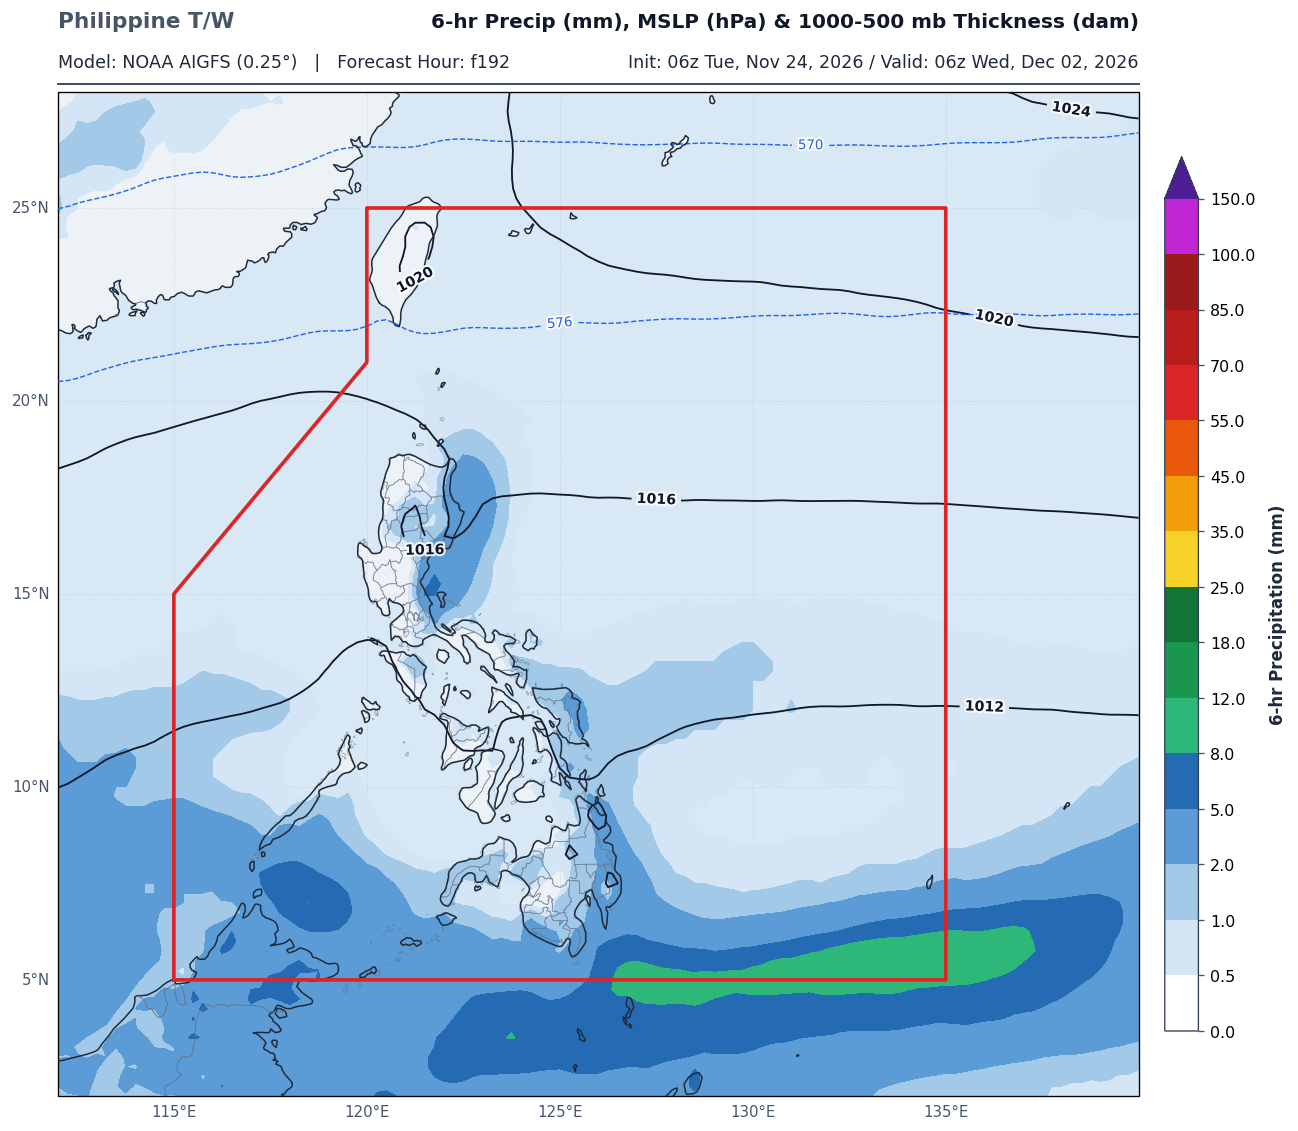 Philippine T/W
6-hr Precip (mm), MSLP (hPa) & 1000-500 mb Thickness (dam)
Model: NOAA AIGFS (0.25°) | Forecast Hour: f192
Init: 06z Tue, Nov 24, 2026 / Valid: 06z Wed, Dec 02, 2026
1024
570
25°N
1020
576
1020
20°N
1016
1016
15°N
1012
10°N
5°N
115°E
120°E
125°E
130°E
135°E
150.0
100.0
85.0
70.0
55.0
45.0
35.0
25.0
18.0
12.0
8.0
5.0
2.0
1.0
0.5
0.0
6-hr Precipitation (mm)